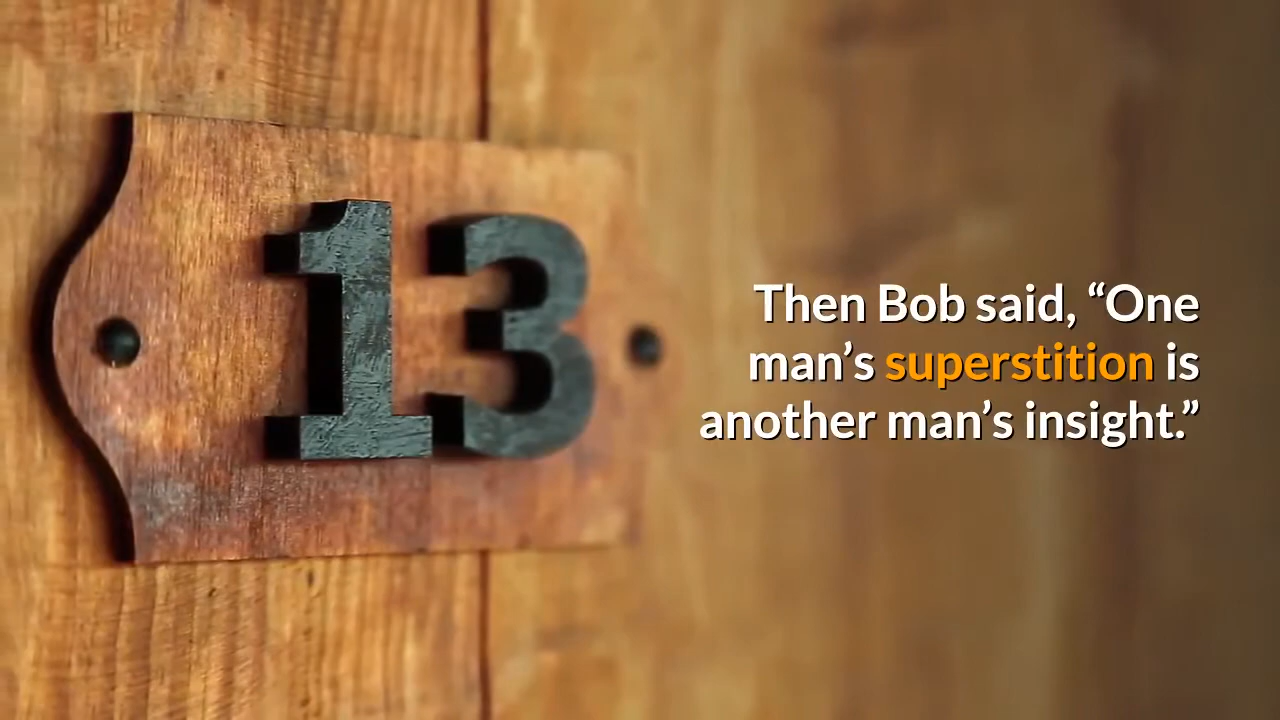 13
Then Bob said, “One
man’s superstition is
another man’s insight.”